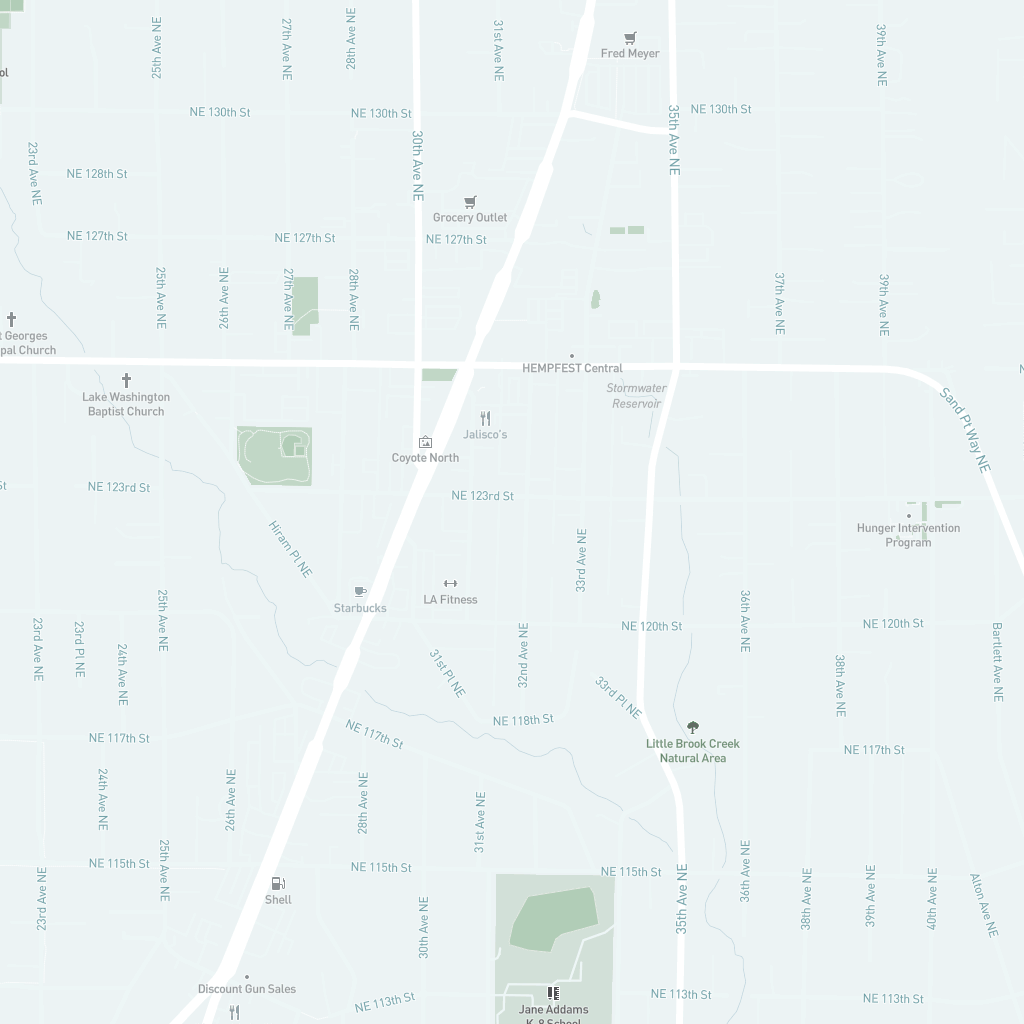 25th Ave NE
27th Ave NE
28th Ave NE
31st Ave NE
39th Ave NE
Fred Meyer
ol
NE 130th St
NE 130th St
NE 130th St
30th Ave NE
35th Ave NE
23rd Ave NE
NE 128th St
Grocery Outlet
NE 127th St
NE 127th St
NE 127th St
25th Ave NE
26th Ave NE
27th Ave NE
28th Ave NE
37th Ave NE
39th Ave NE
t Georges
pal Church
HEMPFEST Central
Lake Washington
Baptist Church
Stormwater
Reservoir
Sand Pt Way NE
Jalisco's
Coyote North
St
NE 123rd St
NE 123rd St
Hunger Intervention
Program
Hiram Pl NE
33rd Ave NE
LA Fitness
Starbucks
23rd Ave NE
23rd Pl NE
24th Ave NE
25th Ave NE
32nd Ave NE
NE 120th St
36th Ave NE
NE 120th St
Bartlett Ave NE
31st Pl NE
33rd Pl NE
38th Ave NE
NE 118th St
NE 117th St
NE 117th St
Little Brook Creek
Natural Area
NE 117th St
24th Ave NE
26th Ave NE
28th Ave NE
31st Ave NE
NE 115th St
25th Ave NE
NE 115th St
NE 115th St
36th Ave NE
23rd Ave NE
Shell
30th Ave NE
35th Ave NE
38th Ave NE
39th Ave NE
40th Ave NE
Alton Ave NE
Discount Gun Sales
NE 113th St
NE 113th St
NE 113th St
Jane Addams
K-8 School